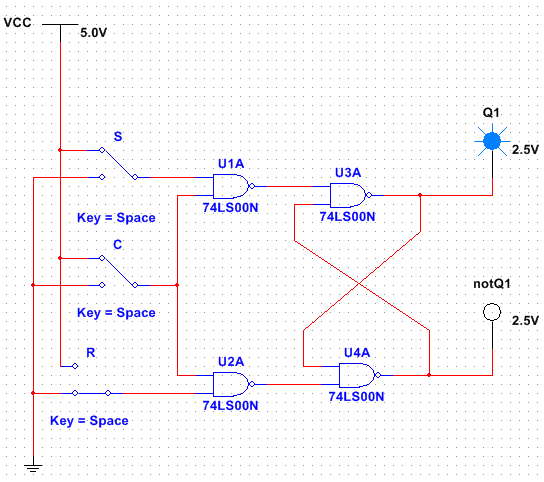 VCC
5.0V
Q1
2.5V
S
U1A
U3A
74LS00N
74LS00N
Key = Space
C
notQ1
2.5V
Key = Space
R
U2A
U4A
74LS00N
74LS00N
Key = Space